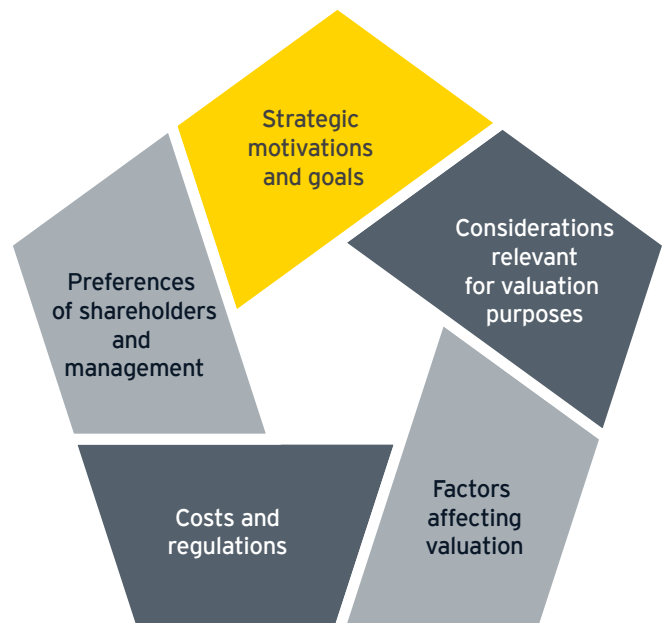 Strategic
motivations
and goals
Considerations
relevant
for valuation
purposes
Preferences
of shareholders
and
management
Factors
affecting
valuation
Costs and
regulations